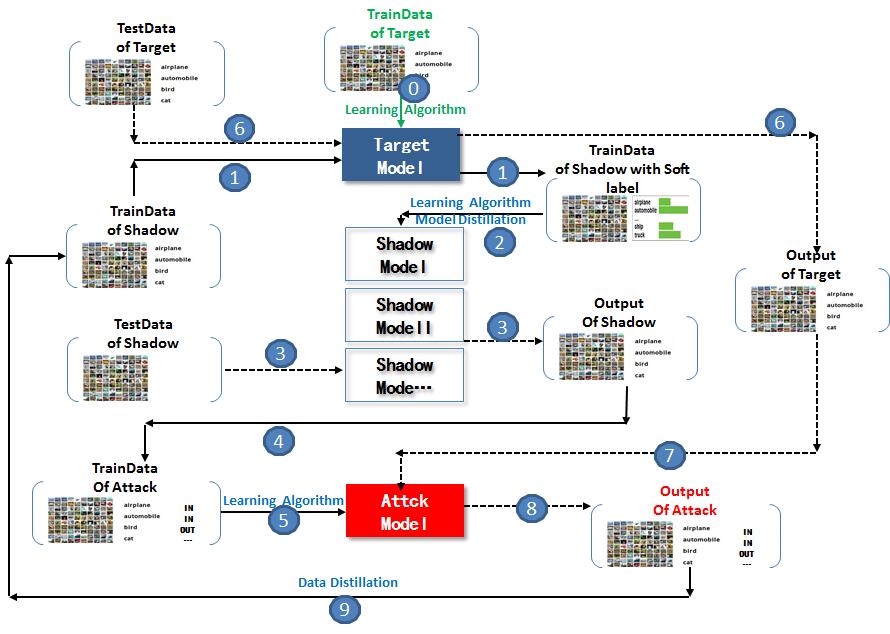 TestData
of Target
airplane
automobile
bird
cat
TrainData
of Target
airplane
automobile
bird
0
Learning Algorithm
6
1
Target
Model
6
1
TrainData
of Shadow with Soft
label
airplane
automobile
...
ship
truck
Learning Algorithm
Model Distillation
2
TrainData
of Shadow
airplane
automobile
bird
cat
Shadow
ModelI
Shadow
ModelII
Shadow
Mode…
Output
of Target
airplane
automobile
bird
cat
TestData
of Shadow
3
3
Output
Of Shadow
airplane
automobile
bird
cat
4
7
TrainData
Of Attack
airplane
automobile
bird
cat
IN
IN
OUT
...
Learning Algorithm
5
Attck
Model
8
Output
Of Attack
airplane
automobile
bird
cat
IN
IN
OUT
...
Data Distillation
9